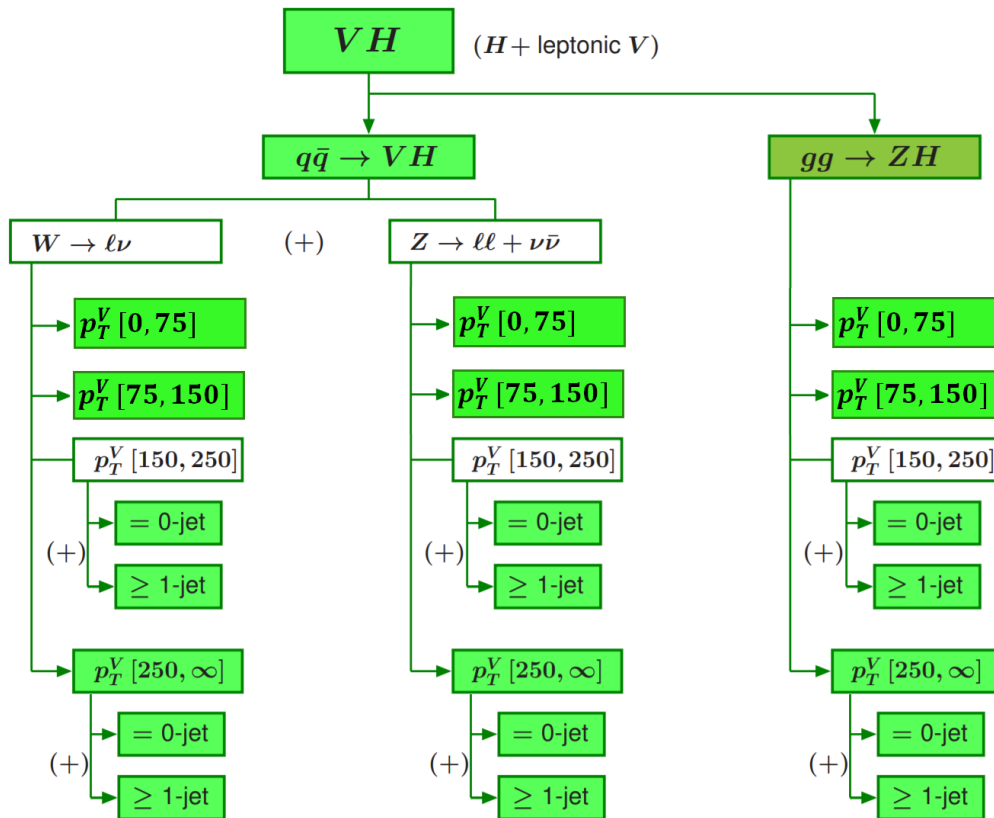 VH (H + leptonic V)
qq̄ → VH gg → ZH
W → ℓν (+) Z → ℓℓ + νν̄
p_T^V [0, 75] p_T^V [0, 75] p_T^V [0, 75]
p_T^V [75, 150] p_T^V [75, 150] p_T^V [75, 150]
p_T^V [150, 250] p_T^V [150, 250] p_T^V [150, 250]
= 0-jet = 0-jet = 0-jet
(+) (+) (+)
≥ 1-jet ≥ 1-jet ≥ 1-jet
p_T^V [250, ∞] p_T^V [250, ∞] p_T^V [250, ∞]
= 0-jet = 0-jet = 0-jet
(+) (+) (+)
≥ 1-jet ≥ 1-jet ≥ 1-jet